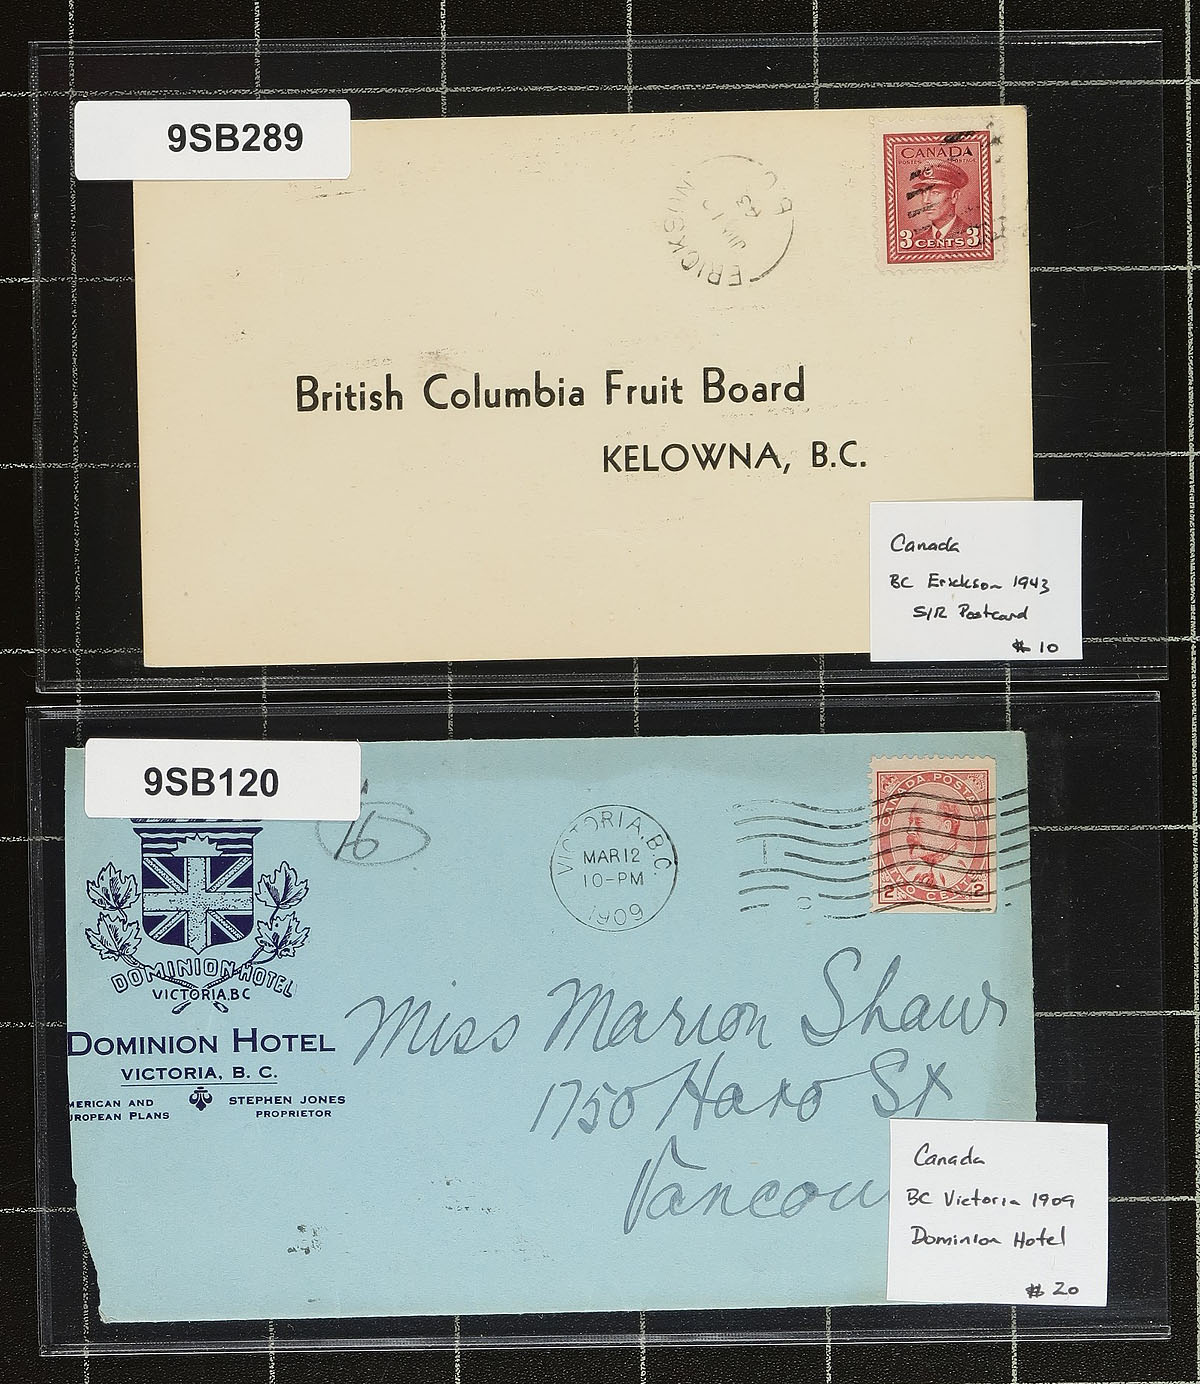 9SB289
ERICKSON
B.C.
43
CANADA
POSTES POSTAGE
3 CENTS 3
British Columbia Fruit Board
KELOWNA, B.C.
Canada
BC Erickson 1943
S/R Postcard
# 10
9SB120
16
VICTORIA, B.C.
MAR 12
10-PM
1909
CANADA POSTAGE
2 TWO CENTS 2
DOMINION HOTEL
VICTORIA, BC
DOMINION HOTEL
VICTORIA, B. C.
MERICAN AND
UROPEAN PLANS
STEPHEN JONES
PROPRIETOR
Miss Marion Shaw
1750 Haro St
Vancou
Canada
BC Victoria 1909
Dominion Hotel
# 20